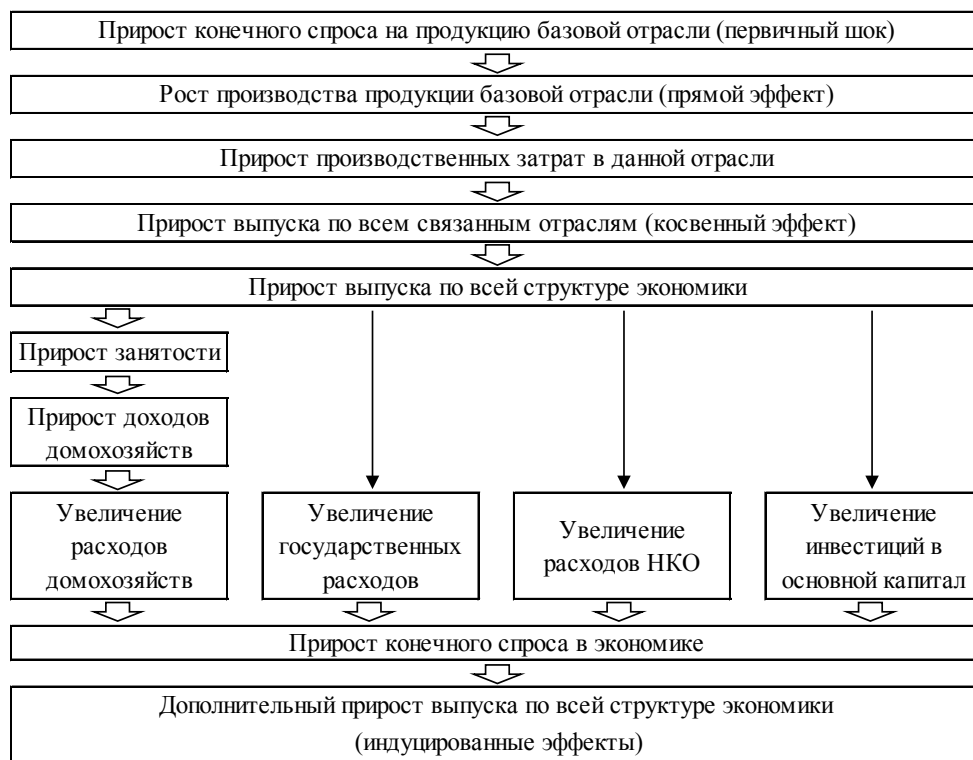 Прирост конечного спроса на продукцию базовой отрасли (первичный шок)
Рост производства продукции базовой отрасли (прямой эффект)
Прирост производственных затрат в данной отрасли
Прирост выпуска по всем связанным отраслям (косвенный эффект)
Прирост выпуска по всей структуре экономики
Прирост занятости
Прирост доходов
домохозяйств
Увеличение
расходов
домохозяйств
Увеличение
государственных
расходов
Увеличение
расходов НКО
Увеличение
инвестиций в
основной капитал
Прирост конечного спроса в экономике
Дополнительный прирост выпуска по всей структуре экономики
(индуцированные эффекты)